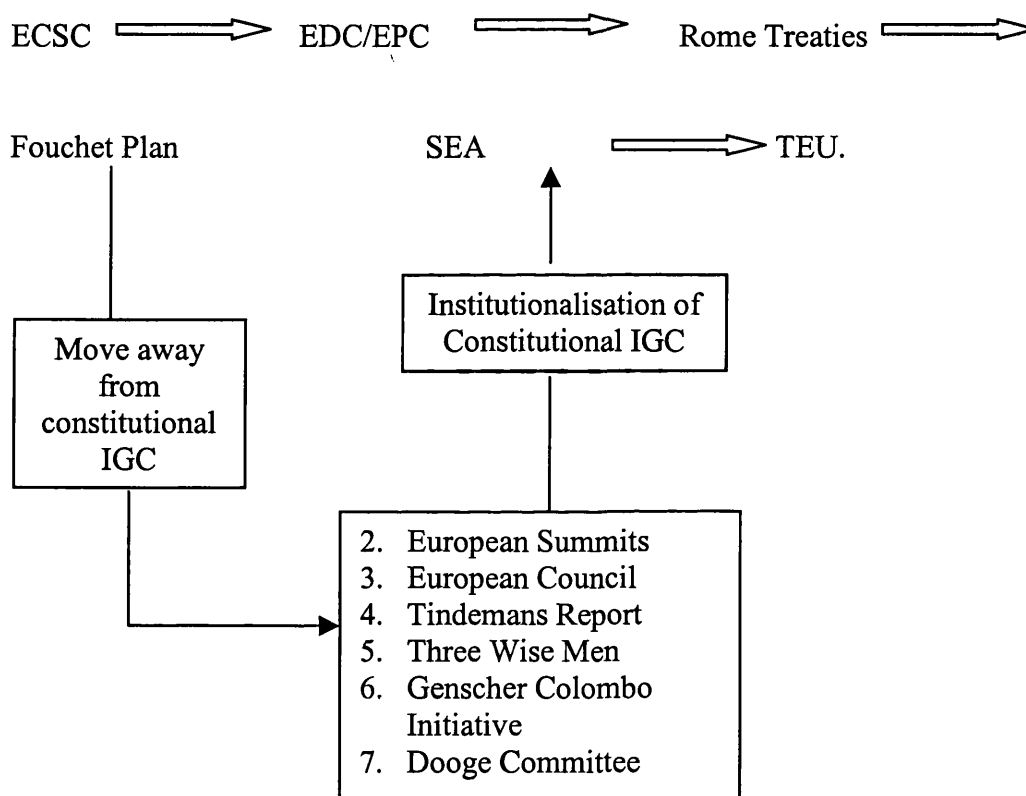 ECSC EDC/EPC Rome Treaties
Fouchet Plan SEA TEU.
Institutionalisation of
Constitutional IGC
Move away
from
constitutional
IGC
2. European Summits
3. European Council
4. Tindemans Report
5. Three Wise Men
6. Genscher Colombo
Initiative
7. Dooge Committee